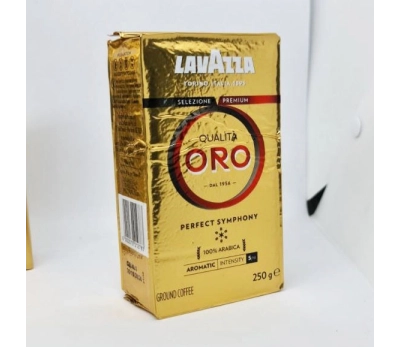 LAVAZZA
TORINO, ITALIA, 1895
SELEZIONE PREMIUM
QUALITÀ
ORO
DAL 1956
PERFECT SYMPHONY
100% ARABICA
AROMATIC INTENSITY 5
250 g e
GROUND COFFEE